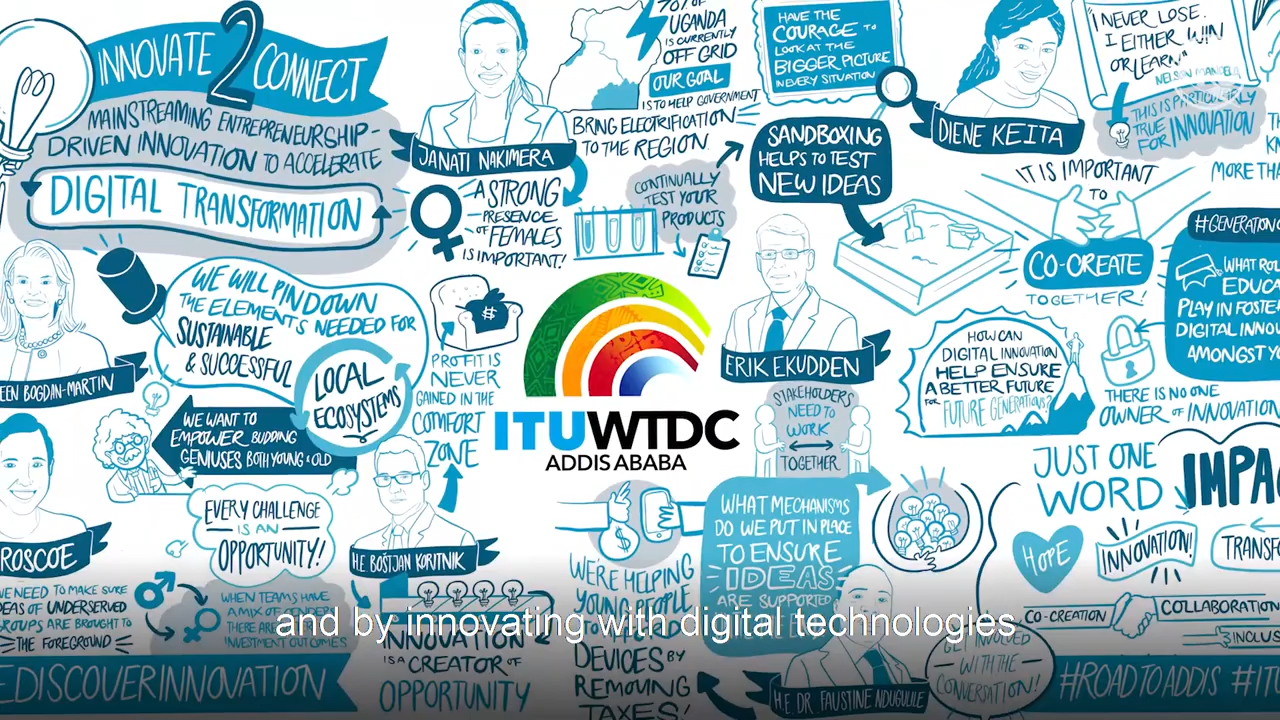 INNOVATE 2 CONNECT
MAINSTREAMING ENTREPRENEURSHIP-
DRIVEN INNOVATION TO ACCELERATE
DIGITAL TRANSFORMATION
JANATI NAKIMERA
UGANDA
IS CURRENTLY
OFF GRID
OUR GOAL
IS TO HELP GOVERNMENT
BRING ELECTRIFICATION
TO THE REGION
HAVE THE
COURAGE TO
LOOK AT THE
BIGGER PICTURE
IN EVERY SITUATION
DIENE KEITA
"I NEVER LOSE.
I EITHER WIN
OR LEARN"
NELSON MANDELA
THIS IS PARTICULARLY
TRUE FOR
INNOVATION
MORE THA
A STRONG
PRESENCE
OF FEMALES
IS IMPORTANT!
CONTINUALLY
TEST YOUR
PRODUCTS
SANDBOXING
HELPS TO TEST
NEW IDEAS
IT IS IMPORTANT
TO
CO-CREATE
TOGETHER!
#GENERATION
WHAT ROL
EDUCA
PLAY IN FOSTE
DIGITAL INNOV
AMONGST YO
EEN BOGDAN-MARTIN
WE WILL PIN DOWN
THE ELEMENTS NEEDED FOR
SUSTAINABLE
& SUCCESSFUL
LOCAL
ECOSYSTEMS
#
PROFIT IS
NEVER
GAINED IN THE
COMFORT
ZONE
ITUWTDC
ADDIS ABABA
ERIK EKUDDEN
STAKEHOLDERS
NEED TO
WORK
TOGETHER
HOW CAN
DIGITAL INNOVATION
HELP ENSURE
A BETTER FUTURE
FOR FUTURE GENERATIONS?
THERE IS NO ONE
OWNER OF INNOVATION
WE WANT TO
EMPOWER BUDDING
GENIUSES BOTH YOUNG & OLD
EVERY CHALLENGE
IS AN
OPPORTUNITY!
H.E BOŠTJAN KORITNIK
ROSCOE
WE NEED TO MAKE SURE
IDEAS OF UNDERSERVED
GROUPS ARE BROUGHT TO
THE FOREGROUND
WHEN TEAMS HAVE
A MIX OF GENDERS
THERE ARE
INVESTMENT OUTCOMES
INNOVATION
IS A CREATOR OF
OPPORTUNITY
$
WE'RE HELPING
YOUNG PEOPLE
DEVICES BY
REMOVING
TAXES!
WHAT MECHANISMS
DO WE PUT IN PLACE
TO ENSURE
IDEAS
ARE SUPPORTED
H.E DR FAUSTINE NDUGULILE
JUST ONE
WORD
IMPAC
HOPE
INNOVATION!
TRANSF
CO-CREATION
COLLABORATION
INCLUS
GET INVOLVED
WITH THE
CONVERSATION!
EDISCOVERINNOVATION
#ROADTOADDIS #ITU
and by innovating with digital technologies